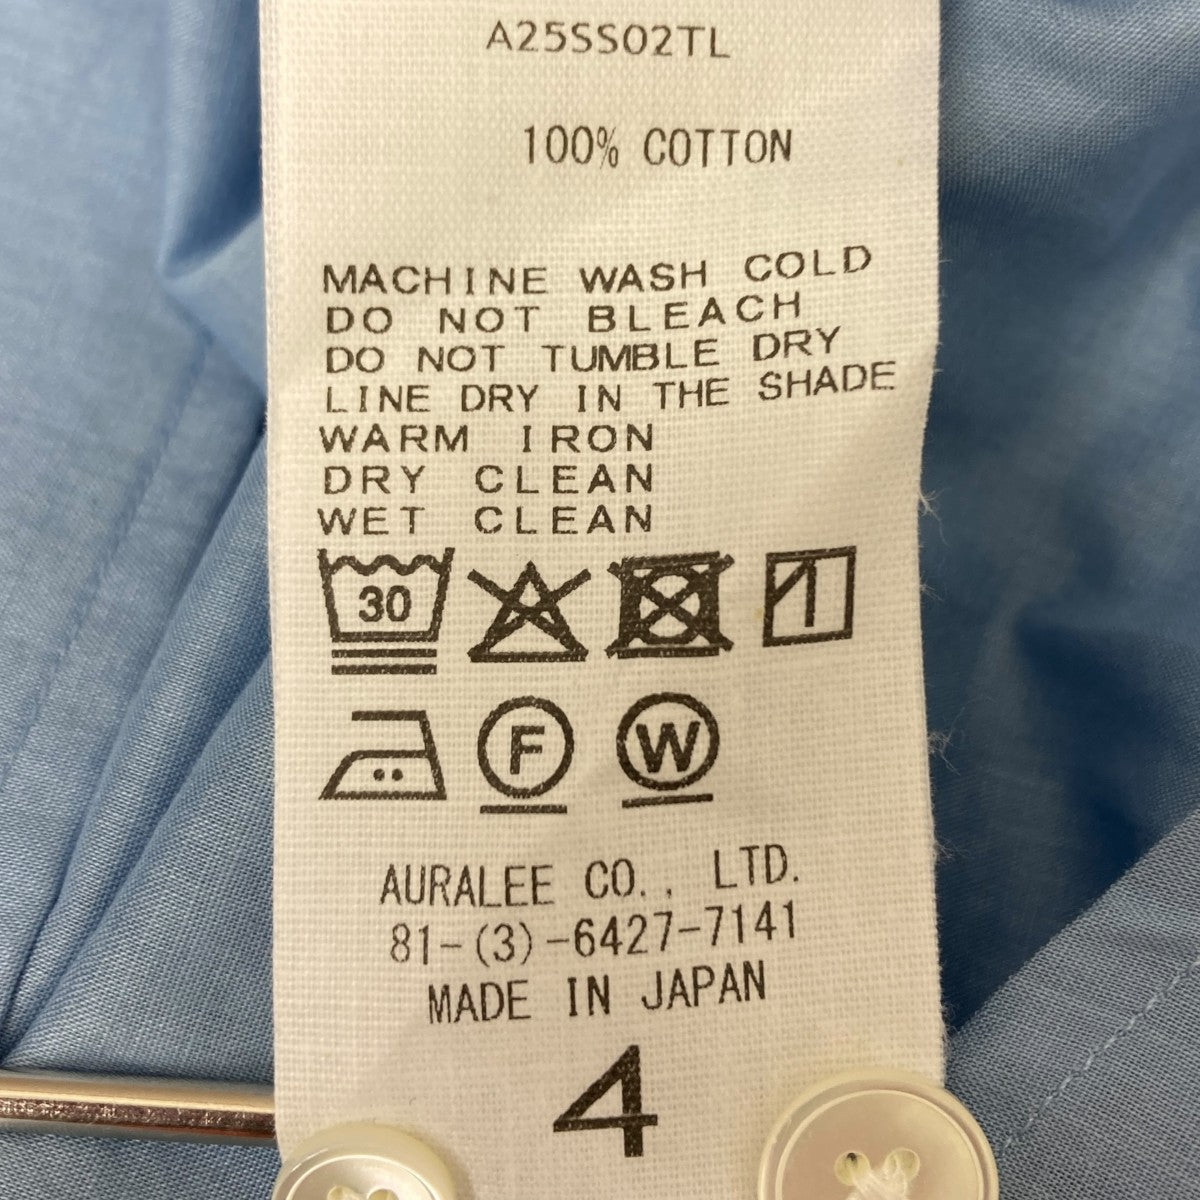 A25SS02TL
100% COTTON
MACHINE WASH COLD
DO NOT BLEACH
DO NOT TUMBLE DRY
LINE DRY IN THE SHADE
WARM IRON
DRY CLEAN
WET CLEAN
30
F W
AURALEE CO., LTD.
81-(3)-6427-7141
MADE IN JAPAN
4